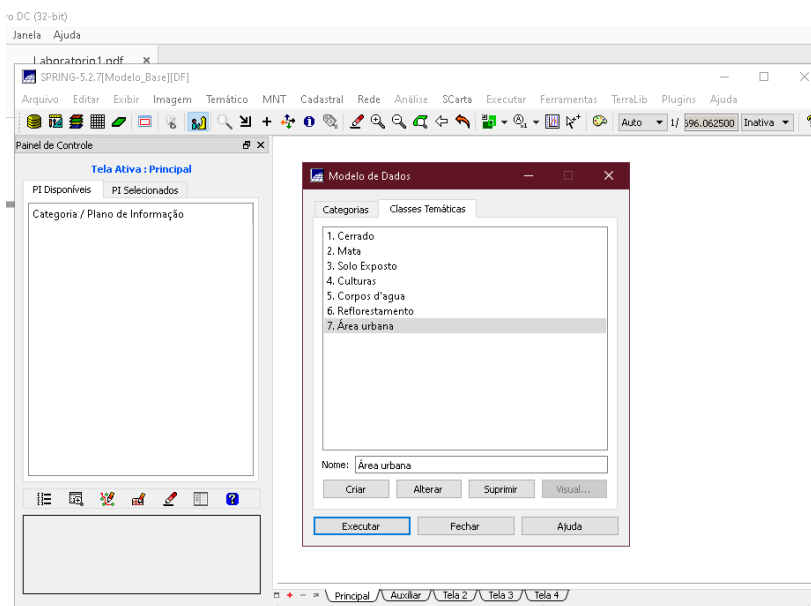 ro DC (32-bit)
Janela Ajuda
Laboratorio1.pdf ×
SPRING-5.2.7[Modelo_Base][DF]
Arquivo Editar Exibir Imagem Temático MNT Cadastral Rede Análise SCarta Executar Ferramentas TerraLib Plugins Ajuda
Auto 1/ 596.062500 Inativa
Painel de Controle
Tela Ativa : Principal
PI Disponíveis PI Selecionados
Categoria / Plano de Informação
Modelo de Dados
Categorias Classes Temáticas
1. Cerrado
2. Mata
3. Solo Exposto
4. Culturas
5. Corpos d'agua
6. Reflorestamento
7. Área urbana
Nome: Área urbana
Criar Alterar Suprimir Visual...
Executar Fechar Ajuda
Principal Auxiliar Tela 2 Tela 3 Tela 4